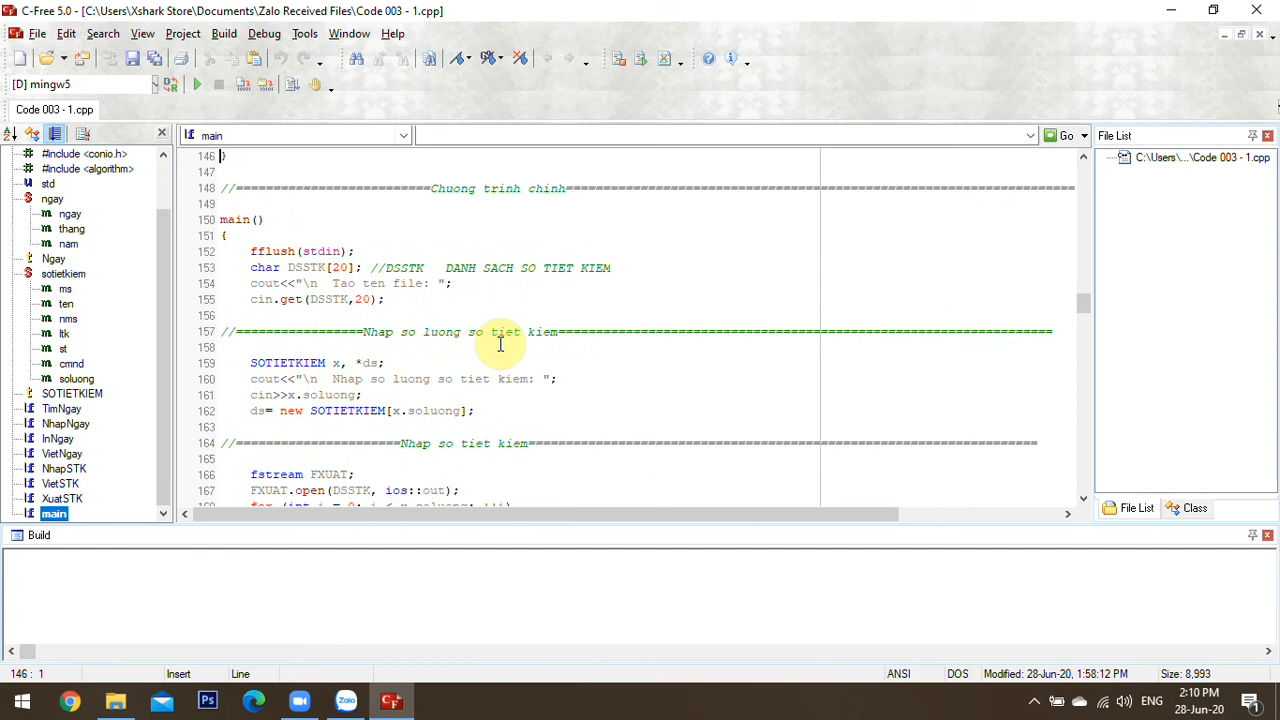 C-Free 5.0 - [C:\Users\Xshark Store\Documents\Zalo Received Files\Code 003 - 1.cpp]
File Edit Search View Project Build Debug Tools Window Help
[D] mingw5
Code 003 - 1.cpp
main
Go
File List
#include <conio.h>
#include <algorithm>
std
ngay
ngay
thang
nam
Ngay
sotietkiem
ms
ten
nms
ltk
st
cmnd
soluong
SOTIETKIEM
TimNgay
NhapNgay
InNgay
VietNgay
NhapSTK
VietSTK
XuatSTK
main
146 }
147
148 //==========================Chuong trinh chinh====================================================================
149
150 main()
151 {
152 fflush(stdin);
153 char DSSTK[20]; //DSSTK DANH SACH SO TIET KIEM
154 cout<<"\n Tao ten file: ";
155 cin.get(DSSTK,20);
156
157 //=================Nhap so luong so tiet kiem==================================================================
158
159 SOTIETKIEM x, *ds;
160 cout<<"\n Nhap so luong so tiet kiem: ";
161 cin>>x.soluong;
162 ds= new SOTIETKIEM[x.soluong];
163
164 //======================Nhap so tiet kiem====================================================================
165
166 fstream FXUAT;
167 FXUAT.open(DSSTK, ios::out);
168 for (int i = 0; i < x.soluong; ++i)
C:\Users\...\Code 003 - 1.cpp
File List Class
Build
146 : 1 Insert Line ANSI DOS Modified: 28-Jun-20, 1:58:12 PM Size: 8,993
Ps Zalo ENG
2:10 PM
28-Jun-20
1